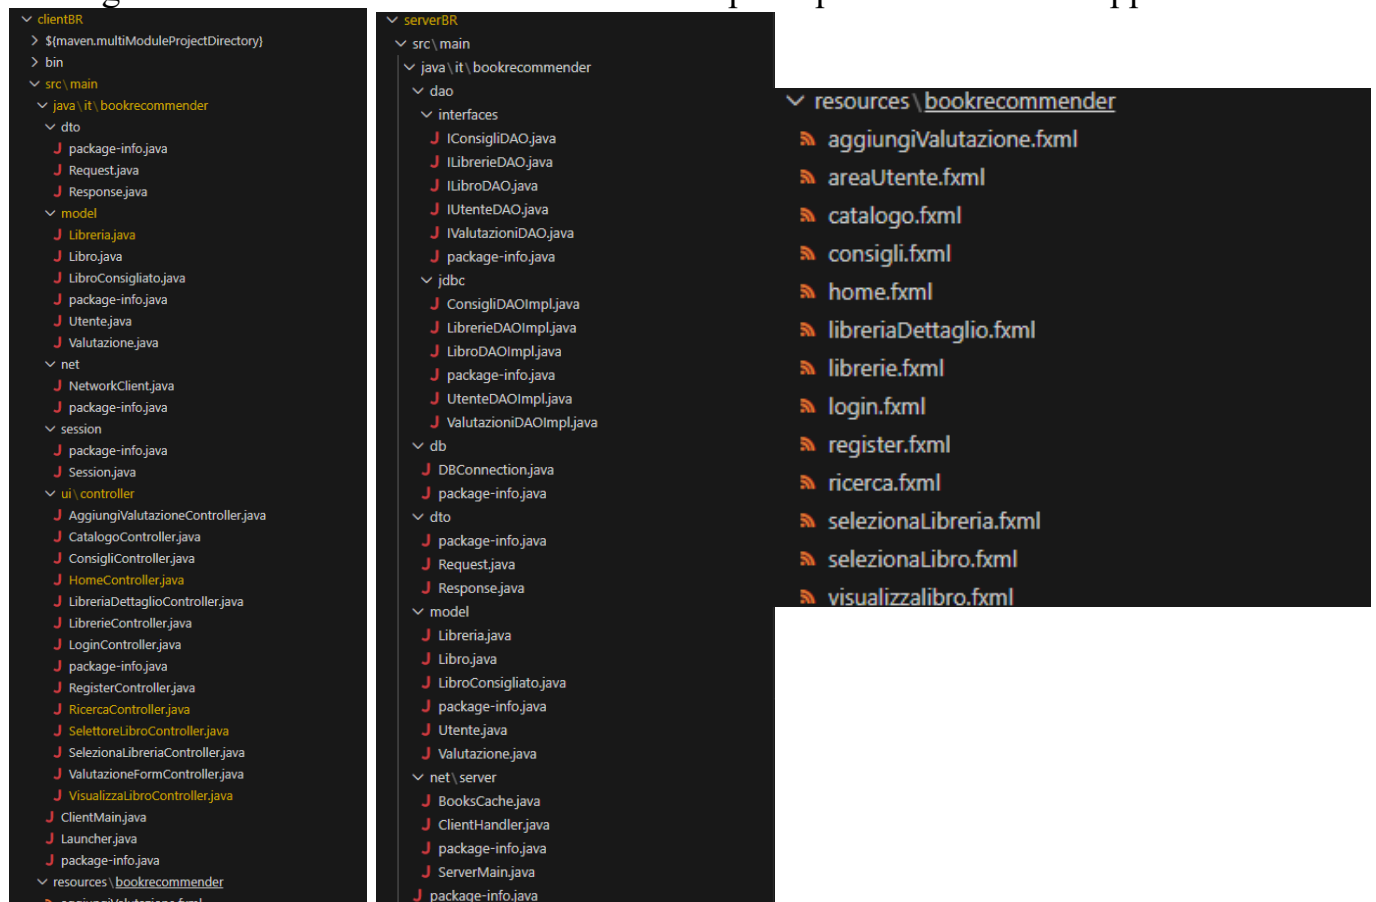 clientBR
${maven.multiModuleProjectDirectory}
bin
src\main
java\it\bookrecommender
dto
package-info.java
Request.java
Response.java
model
Libreria.java
Libro.java
LibroConsigliato.java
package-info.java
Utente.java
Valutazione.java
net
NetworkClient.java
package-info.java
session
package-info.java
Session.java
ui\controller
AggiungiValutazioneController.java
CatalogoController.java
ConsigliController.java
HomeController.java
LibreriaDettaglioController.java
LibrerieController.java
LoginController.java
package-info.java
RegisterController.java
RicercaController.java
SelettoreLibroController.java
SelezionaLibreriaController.java
ValutazioneFormController.java
VisualizzaLibroController.java
ClientMain.java
Launcher.java
package-info.java
resources\bookrecommender
serverBR
src\main
java\it\bookrecommender
dao
interfaces
IConsigliDAO.java
ILibrerieDAO.java
ILibroDAO.java
IUtenteDAO.java
IValutazioniDAO.java
package-info.java
jdbc
ConsigliDAOImpl.java
LibrerieDAOImpl.java
LibroDAOImpl.java
package-info.java
UtenteDAOImpl.java
ValutazioniDAOImpl.java
db
DBConnection.java
package-info.java
dto
package-info.java
Request.java
Response.java
model
Libreria.java
Libro.java
LibroConsigliato.java
package-info.java
Utente.java
Valutazione.java
net\server
BooksCache.java
ClientHandler.java
package-info.java
ServerMain.java
package-info.java
resources\bookrecommender
aggiungiValutazione.fxml
areaUtente.fxml
catalogo.fxml
consigli.fxml
home.fxml
libreriaDettaglio.fxml
librerie.fxml
login.fxml
register.fxml
ricerca.fxml
selezionaLibreria.fxml
selezionaLibro.fxml
visualizzalibro.fxml